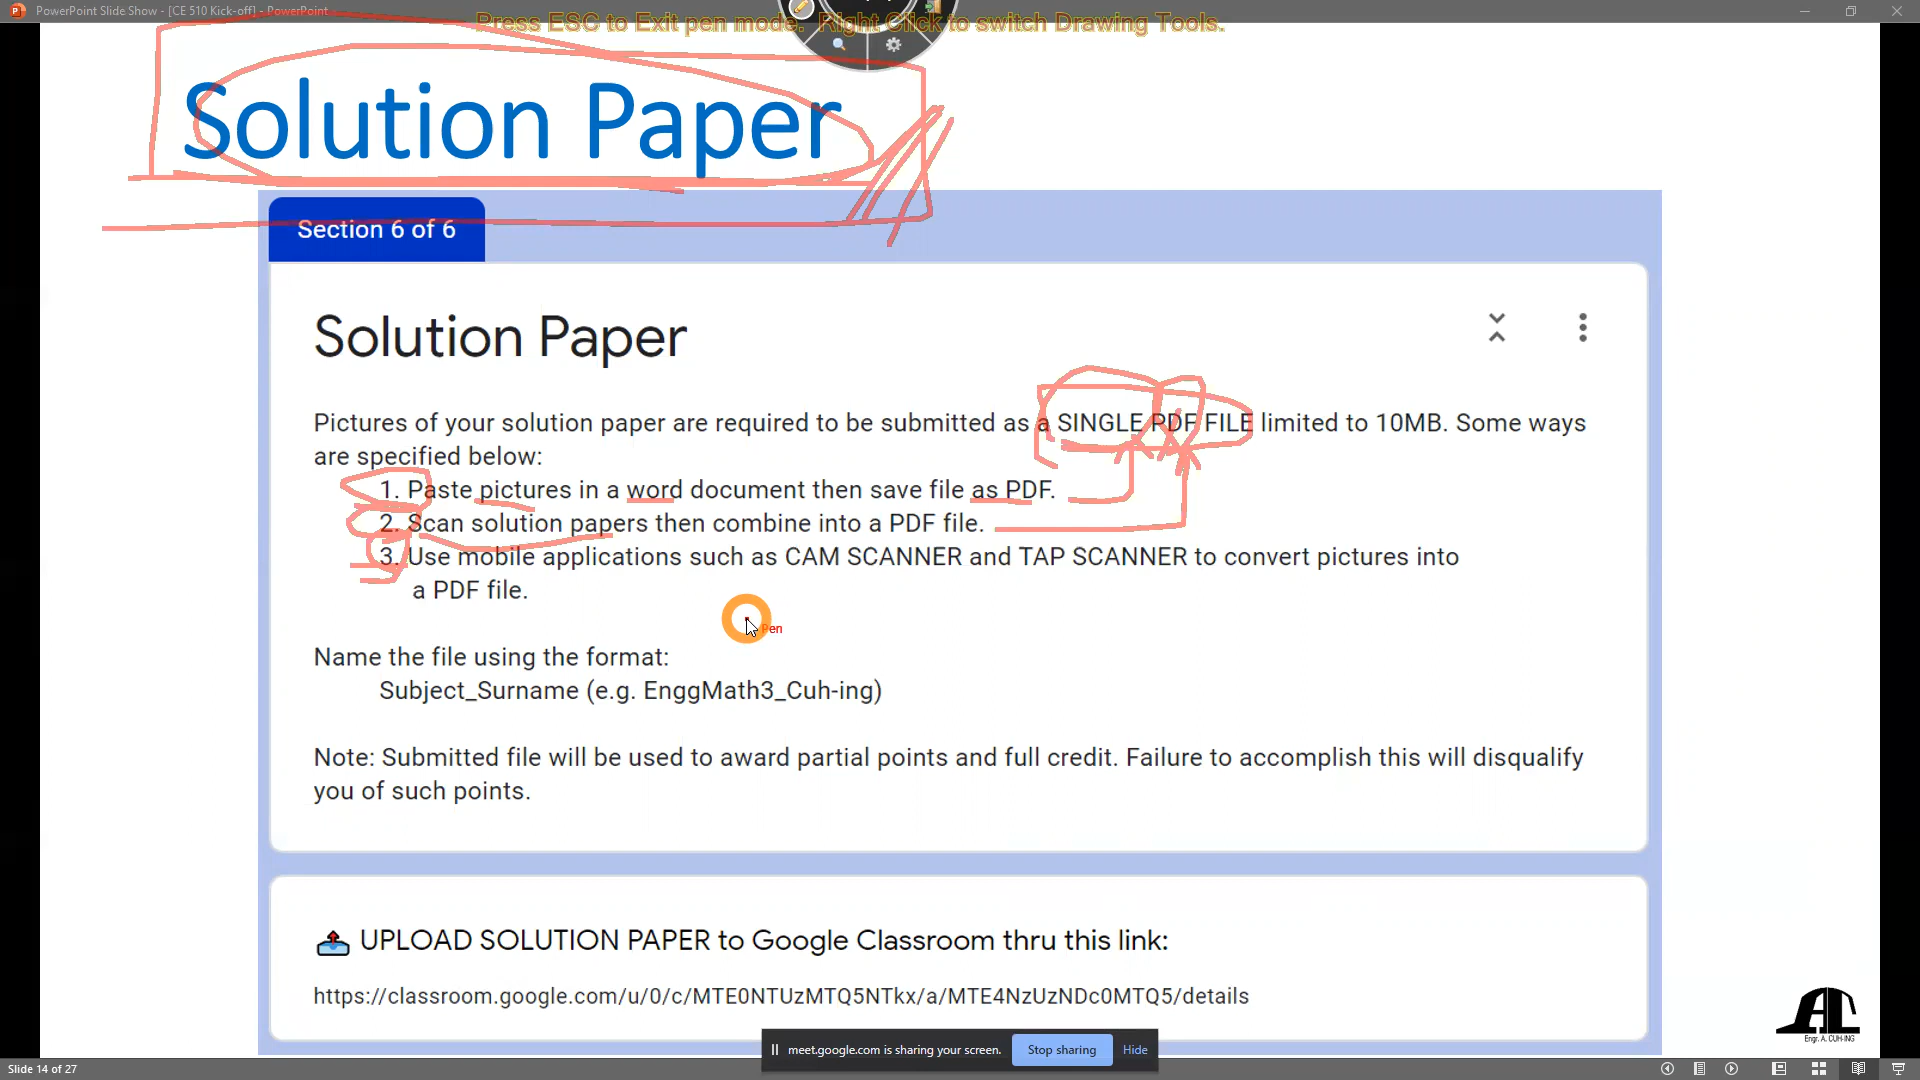 PowerPoint Slide Show - [CE 510 Kick-off] - PowerPoint
Press ESC to Exit pen mode. Right Click to switch Drawing Tools.
Solution Paper
Section 6 of 6
Solution Paper
Pictures of your solution paper are required to be submitted as a SINGLE PDF FILE limited to 10MB. Some ways
are specified below:
1. Paste pictures in a word document then save file as PDF.
2. Scan solution papers then combine into a PDF file.
3. Use mobile applications such as CAM SCANNER and TAP SCANNER to convert pictures into
a PDF file.
Pen
Name the file using the format:
Subject_Surname (e.g. EnggMath3_Cuh-ing)
Note: Submitted file will be used to award partial points and full credit. Failure to accomplish this will disqualify
you of such points.
UPLOAD SOLUTION PAPER to Google Classroom thru this link:
https://classroom.google.com/u/0/c/MTE0NTUzMTQ5NTkx/a/MTE4NzUzNDc0MTQ5/details
Engr. A. CUH-ING
meet.google.com is sharing your screen. Stop sharing Hide
Slide 14 of 27